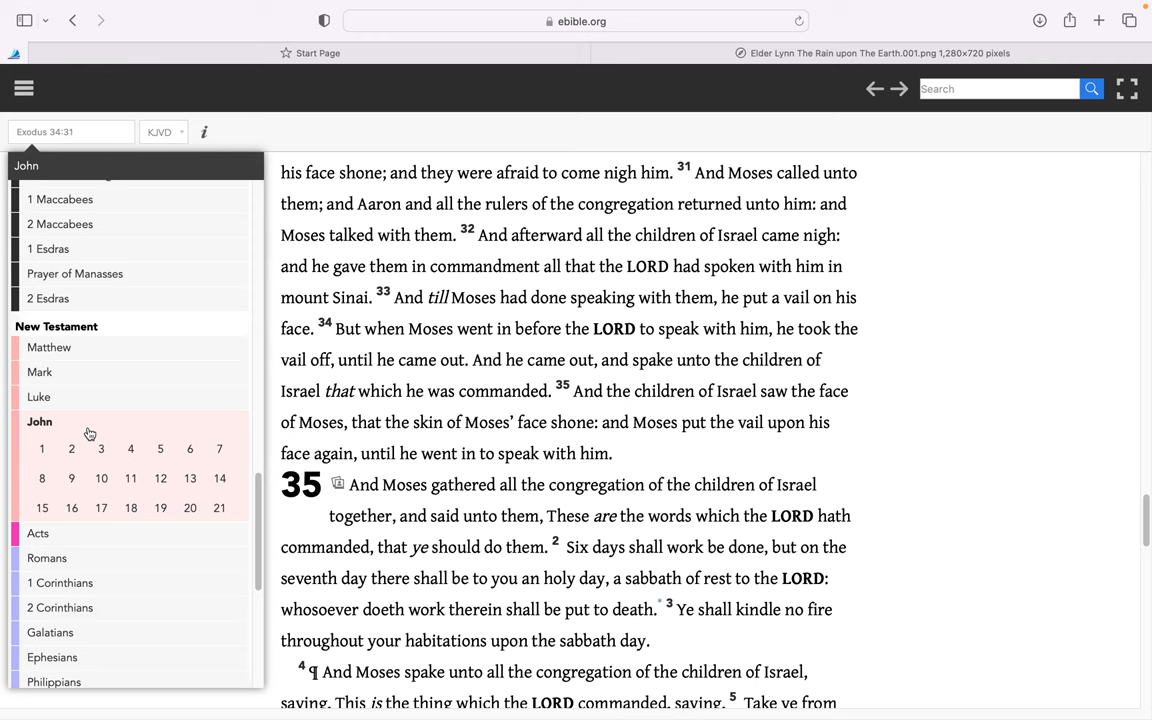 ebible.org
Start Page
Elder Lynn The Rain upon The Earth.001.png 1,280×720 pixels
Search
Exodus 34:31
KJVD
i
John
1 Maccabees
2 Maccabees
1 Esdras
Prayer of Manasses
2 Esdras
New Testament
Matthew
Mark
Luke
John
1 2 3 4 5 6 7
8 9 10 11 12 13 14
15 16 17 18 19 20 21
Acts
Romans
1 Corinthians
2 Corinthians
Galatians
Ephesians
Philippians
his face shone; and they were afraid to come nigh him. 31 And Moses called unto
them; and Aaron and all the rulers of the congregation returned unto him: and
Moses talked with them. 32 And afterward all the children of Israel came nigh:
and he gave them in commandment all that the LORD had spoken with him in
mount Sinai. 33 And till Moses had done speaking with them, he put a vail on his
face. 34 But when Moses went in before the LORD to speak with him, he took the
vail off, until he came out. And he came out, and spake unto the children of
Israel that which he was commanded. 35 And the children of Israel saw the face
of Moses, that the skin of Moses’ face shone: and Moses put the vail upon his
face again, until he went in to speak with him.
35 And Moses gathered all the congregation of the children of Israel
together, and said unto them, These are the words which the LORD hath
commanded, that ye should do them. 2 Six days shall work be done, but on the
seventh day there shall be to you an holy day, a sabbath of rest to the LORD:
whosoever doeth work therein shall be put to death.* 3 Ye shall kindle no fire
throughout your habitations upon the sabbath day.
4 ¶ And Moses spake unto all the congregation of the children of Israel,
saying, This is the thing which the LORD commanded, saying, 5 Take ye from